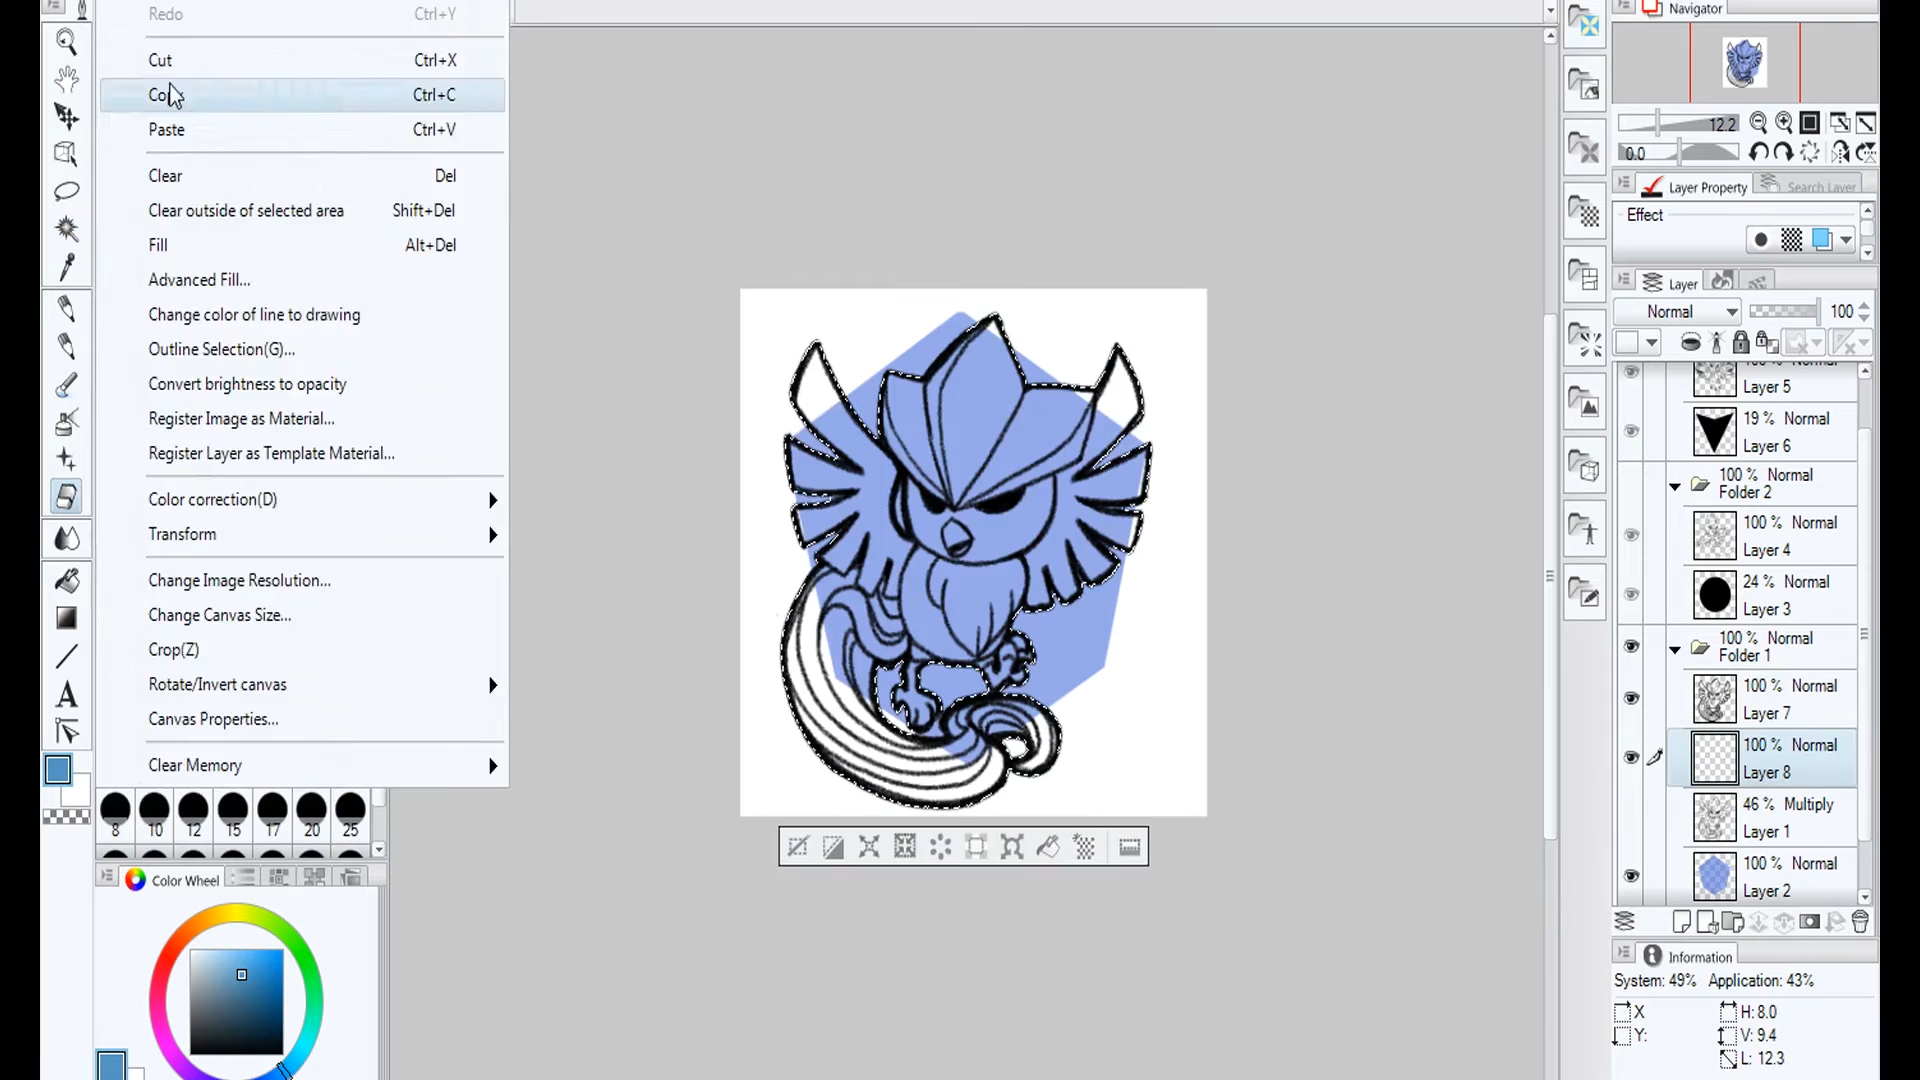 Redo Ctrl+Y
Cut Ctrl+X
Copy Ctrl+C
Paste Ctrl+V
Clear Del
Clear outside of selected area Shift+Del
Fill Alt+Del
Advanced Fill...
Change color of line to drawing
Outline Selection(G)...
Convert brightness to opacity
Register Image as Material...
Register Layer as Template Material...
Color correction(D)
Transform
Change Image Resolution...
Change Canvas Size...
Crop(Z)
Rotate/Invert canvas
Canvas Properties...
Clear Memory
8 10 12 15 17 20 25
Color Wheel
Navigator
12.2
0.0
Layer Property Search Layer
Effect
Layer
Normal 100
Layer 5
19 % Normal
Layer 6
100 % Normal
Folder 2
100 % Normal
Layer 4
24 % Normal
Layer 3
100 % Normal
Folder 1
100 % Normal
Layer 7
100 % Normal
Layer 8
46 % Multiply
Layer 1
100 % Normal
Layer 2
Information
System: 49% Application: 43%
X H: 8.0
Y: V: 9.4
L: 12.3